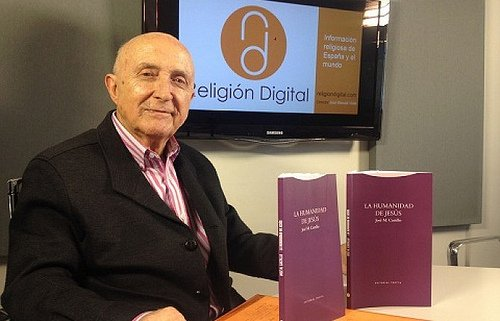 Información
religiosa de
España y el
mundo
Religión Digital
religiondigital.com
SAMSUNG
LA HUMANIDAD
DE JESÚS
José M. Castillo
LA HUMANIDAD
DE JESÚS
José M. Castillo
EDITORIAL TROTTA